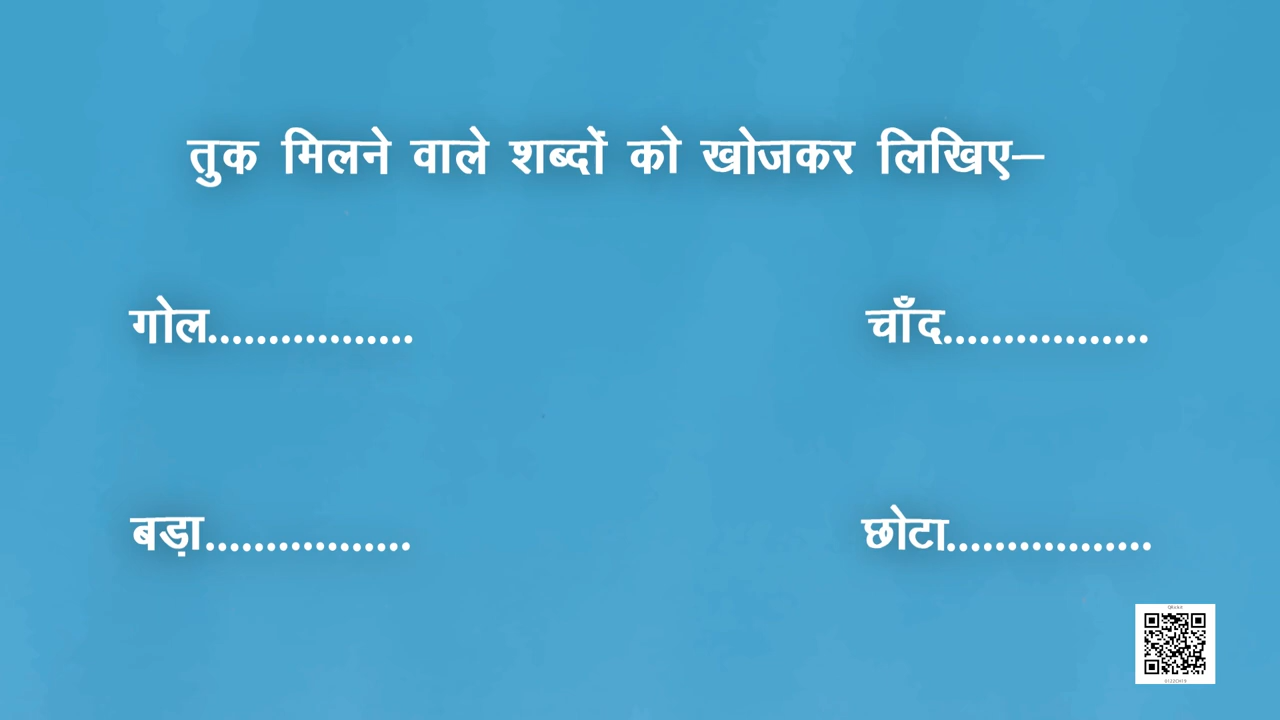 तुक मिलने वाले शब्दों को खोजकर लिखिए—
गोल................. चाँद.................
बड़ा................. छोटा.................